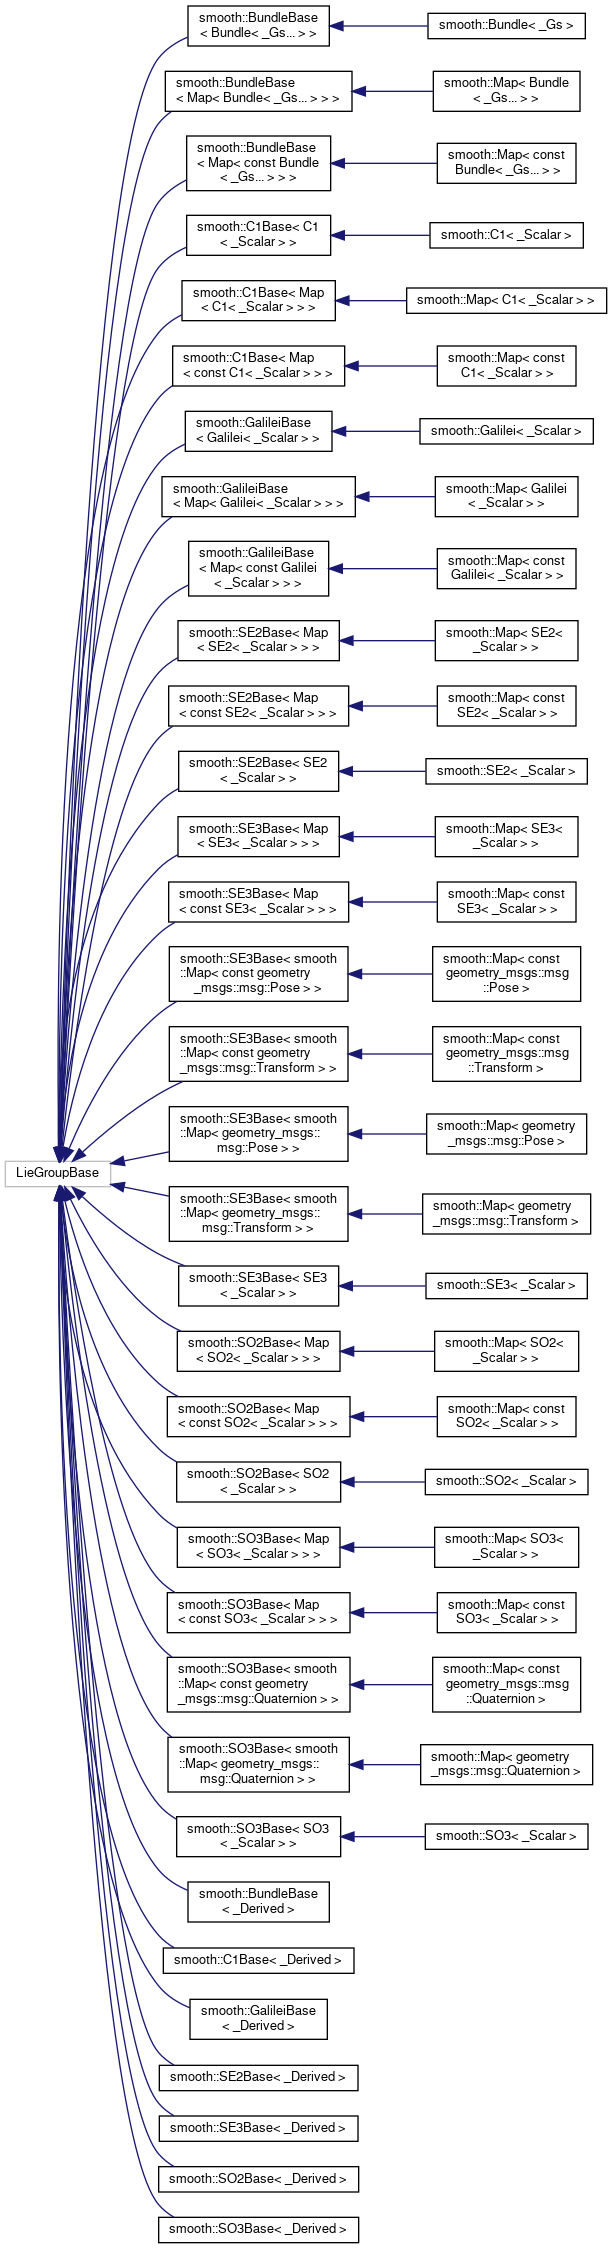 smooth::BundleBase
< Bundle< _Gs... > >
smooth::Bundle< _Gs >
smooth::BundleBase
< Map< Bundle< _Gs... > > >
smooth::Map< Bundle
< _Gs... > >
smooth::BundleBase
< Map< const Bundle
< _Gs... > > >
smooth::Map< const
Bundle< _Gs... > >
smooth::C1Base< C1
< _Scalar > >
smooth::C1< _Scalar >
smooth::C1Base< Map
< C1< _Scalar > > >
smooth::Map< C1< _Scalar > >
smooth::C1Base< Map
< const C1< _Scalar > > >
smooth::Map< const
C1< _Scalar > >
smooth::GalileiBase
< Galilei< _Scalar > >
smooth::Galilei< _Scalar >
smooth::GalileiBase
< Map< Galilei< _Scalar > > >
smooth::Map< Galilei
< _Scalar > >
smooth::GalileiBase
< Map< const Galilei
< _Scalar > > >
smooth::Map< const
Galilei< _Scalar > >
smooth::SE2Base< Map
< SE2< _Scalar > > >
smooth::Map< SE2<
_Scalar > >
smooth::SE2Base< Map
< const SE2< _Scalar > > >
smooth::Map< const
SE2< _Scalar > >
smooth::SE2Base< SE2
< _Scalar > >
smooth::SE2< _Scalar >
smooth::SE3Base< Map
< SE3< _Scalar > > >
smooth::Map< SE3<
_Scalar > >
smooth::SE3Base< Map
< const SE3< _Scalar > > >
smooth::Map< const
SE3< _Scalar > >
smooth::SE3Base< smooth
::Map< const geometry
_msgs::msg::Pose > >
smooth::Map< const
geometry_msgs::msg
::Pose >
smooth::SE3Base< smooth
::Map< const geometry
_msgs::msg::Transform > >
smooth::Map< const
geometry_msgs::msg
::Transform >
smooth::SE3Base< smooth
::Map< geometry_msgs::
msg::Pose > >
smooth::Map< geometry
_msgs::msg::Pose >
LieGroupBase
smooth::SE3Base< smooth
::Map< geometry_msgs::
msg::Transform > >
smooth::Map< geometry
_msgs::msg::Transform >
smooth::SE3Base< SE3
< _Scalar > >
smooth::SE3< _Scalar >
smooth::SO2Base< Map
< SO2< _Scalar > > >
smooth::Map< SO2<
_Scalar > >
smooth::SO2Base< Map
< const SO2< _Scalar > > >
smooth::Map< const
SO2< _Scalar > >
smooth::SO2Base< SO2
< _Scalar > >
smooth::SO2< _Scalar >
smooth::SO3Base< Map
< SO3< _Scalar > > >
smooth::Map< SO3<
_Scalar > >
smooth::SO3Base< Map
< const SO3< _Scalar > > >
smooth::Map< const
SO3< _Scalar > >
smooth::SO3Base< smooth
::Map< const geometry
_msgs::msg::Quaternion > >
smooth::Map< const
geometry_msgs::msg
::Quaternion >
smooth::SO3Base< smooth
::Map< geometry_msgs::
msg::Quaternion > >
smooth::Map< geometry
_msgs::msg::Quaternion >
smooth::SO3Base< SO3
< _Scalar > >
smooth::SO3< _Scalar >
smooth::BundleBase
< _Derived >
smooth::C1Base< _Derived >
smooth::GalileiBase
< _Derived >
smooth::SE2Base< _Derived >
smooth::SE3Base< _Derived >
smooth::SO2Base< _Derived >
smooth::SO3Base< _Derived >